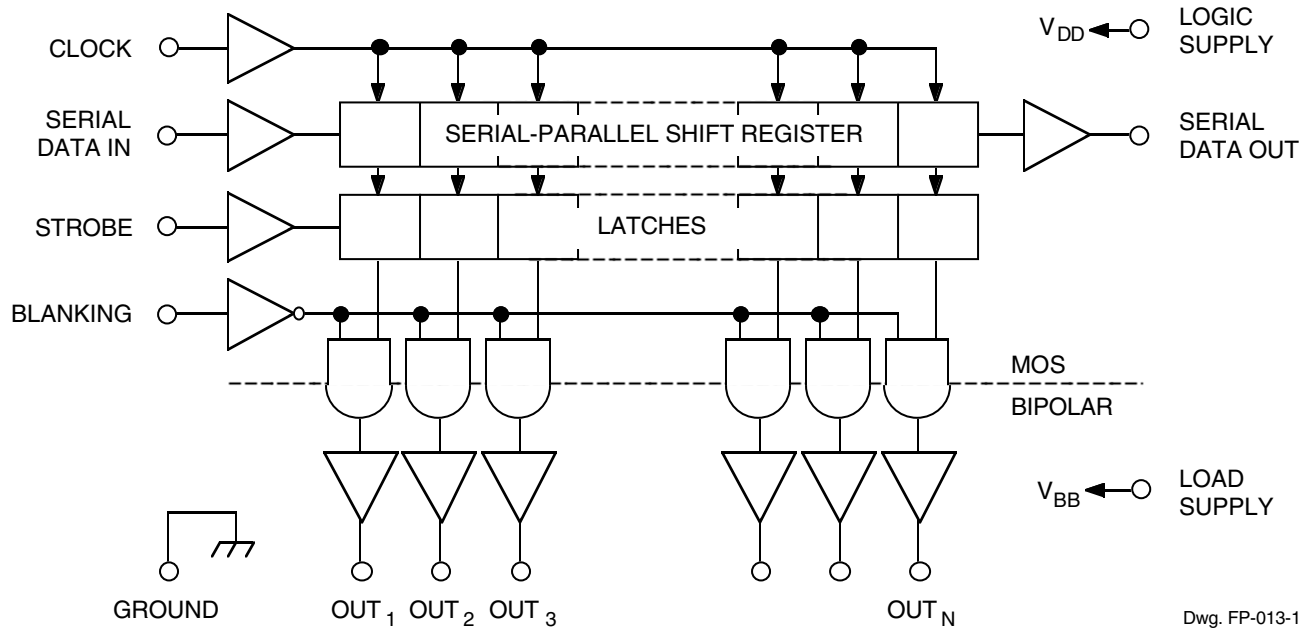 CLOCK
V_DD
LOGIC
SUPPLY
SERIAL
DATA IN
SERIAL-PARALLEL SHIFT REGISTER
SERIAL
DATA OUT
STROBE
LATCHES
BLANKING
MOS
BIPOLAR
V_BB
LOAD
SUPPLY
GROUND
OUT_1
OUT_2
OUT_3
OUT_N
Dwg. FP-013-1